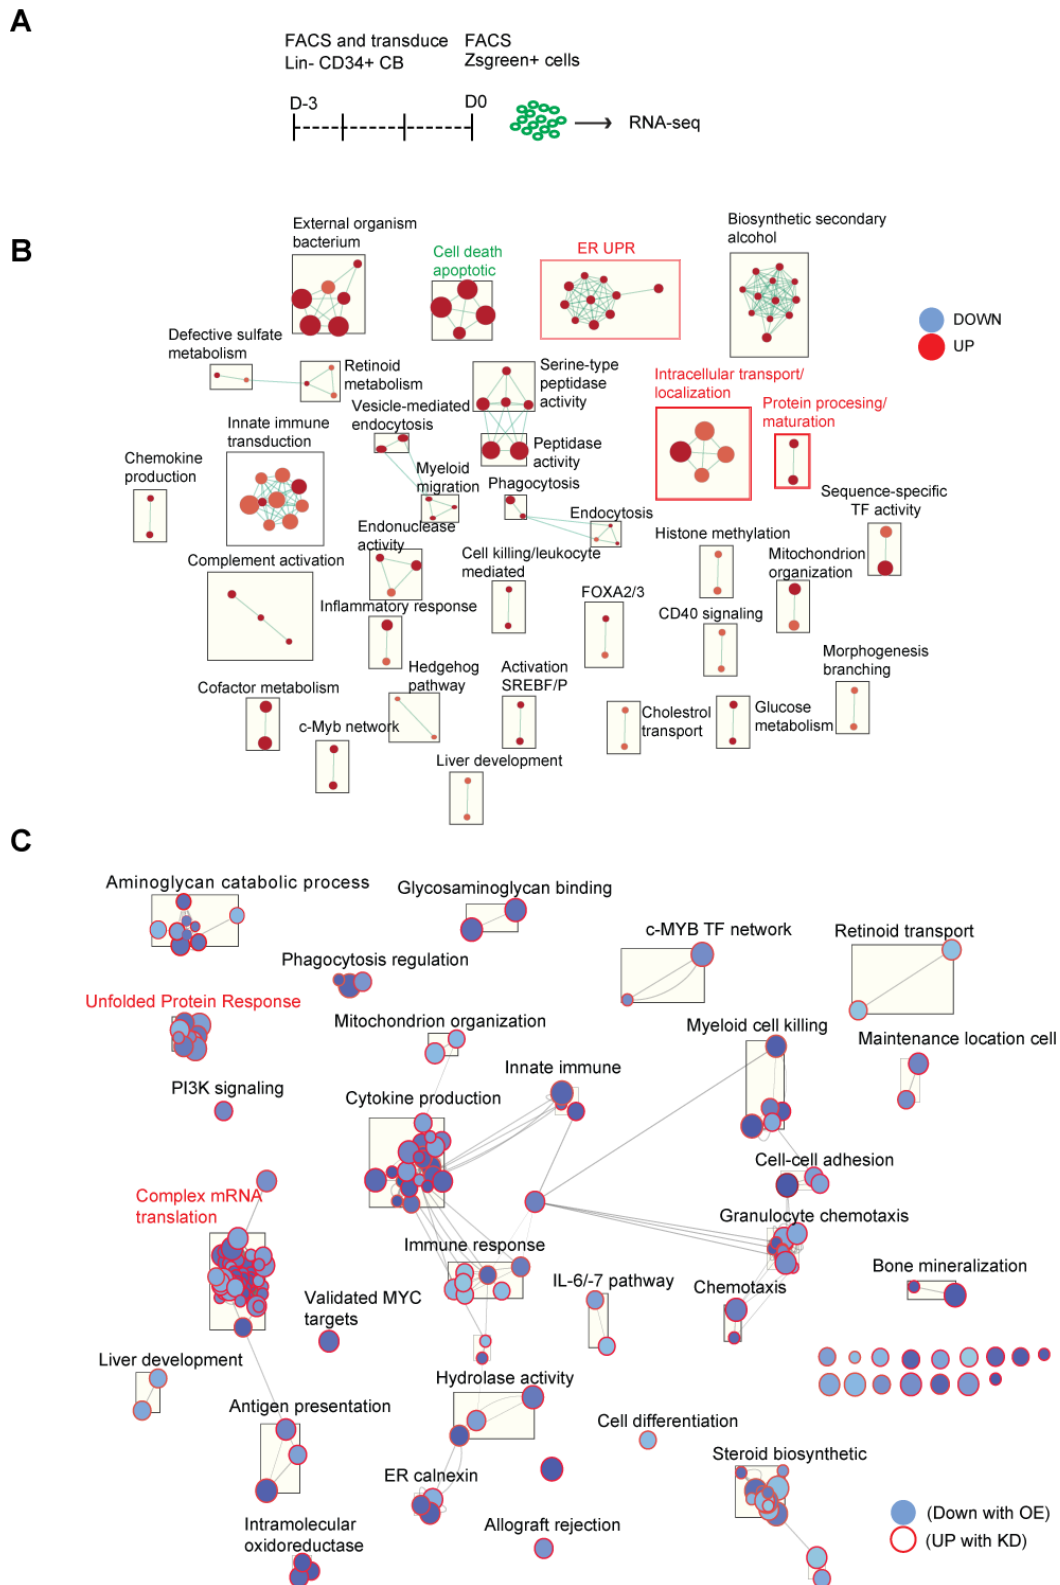 A
FACS and transduce
Lin- CD34+ CB
FACS
Zsgreen+ cells
D-3
D0
RNA-seq
B
External organism
bacterium
Cell death
apoptotic
ER UPR
Biosynthetic secondary
alcohol
DOWN
UP
Defective sulfate
metabolism
Retinoid
metabolism
Serine-type
peptidase
activity
Intracellular transport/
localization
Protein procesing/
maturation
Vesicle-mediated
endocytosis
Innate immune
transduction
Peptidase
activity
Chemokine
production
Myeloid
migration
Phagocytosis
Sequence-specific
TF activity
Endocytosis
Endonuclease
activity
Histone methylation
Complement activation
Cell killing/leukocyte
mediated
Mitochondrion
organization
FOXA2/3
Inflammatory response
CD40 signaling
Morphogenesis
branching
Hedgehog
pathway
Activation
SREBF/P
Cofactor metabolism
c-Myb network
Cholestrol
transport
Glucose
metabolism
Liver development
C
Aminoglycan catabolic process
Glycosaminoglycan binding
c-MYB TF network
Retinoid transport
Phagocytosis regulation
Unfolded Protein Response
Mitochondrion organization
Myeloid cell killing
Maintenance location cell
Innate immune
PI3K signaling
Cytokine production
Cell-cell adhesion
Complex mRNA
translation
Granulocyte chemotaxis
Immune response
IL-6/-7 pathway
Chemotaxis
Bone mineralization
Validated MYC
targets
Liver development
Hydrolase activity
Antigen presentation
Cell differentiation
Steroid biosynthetic
ER calnexin
(Down with OE)
(UP with KD)
Intramolecular
oxidoreductase
Allograft rejection